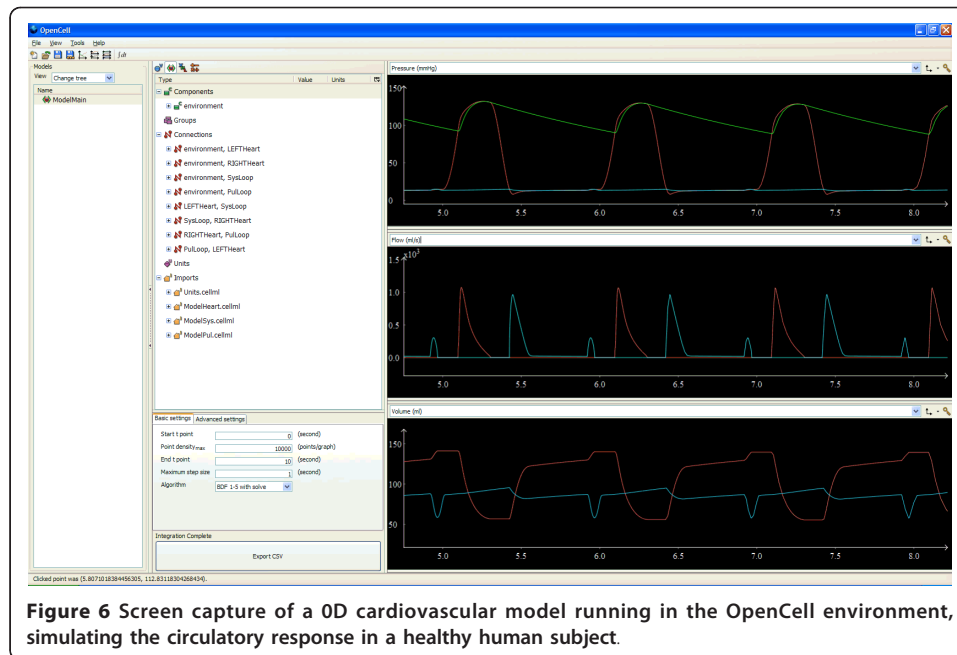 OpenCell
File View Tools Help
∫dt
Models
View Change tree
Name
ModelMain
Type Value Units
Components
environment
Groups
Connections
environment, LEFTHeart
environment, RIGHTHeart
environment, SysLoop
environment, PulLoop
LEFTHeart, SysLoop
SysLoop, RIGHTHeart
RIGHTHeart, PulLoop
PulLoop, LEFTHeart
Units
Imports
Units.cellml
ModelHeart.cellml
ModelSys.cellml
ModelPul.cellml
Basic settings Advanced settings
Start t point 0 (second)
Point density max 10000 (points/graph)
End t point 10 (second)
Maximum step size 1 (second)
Algorithm BDF 1-5 with solve
Integration Complete
Export CSV
Pressure (mmHg)
150
100
50
0
5.0 5.5 6.0 6.5 7.0 7.5 8.0
Flow (ml/s)
1.5 x10³
1.0
0.5
0.0
5.0 5.5 6.0 6.5 7.0 7.5 8.0
Volume (ml)
150
100
50
5.0 5.5 6.0 6.5 7.0 7.5 8.0
Clicked point was (5.8071018384456305, 112.83118304268434).
Figure 6 Screen capture of a 0D cardiovascular model running in the OpenCell environment,
simulating the circulatory response in a healthy human subject.